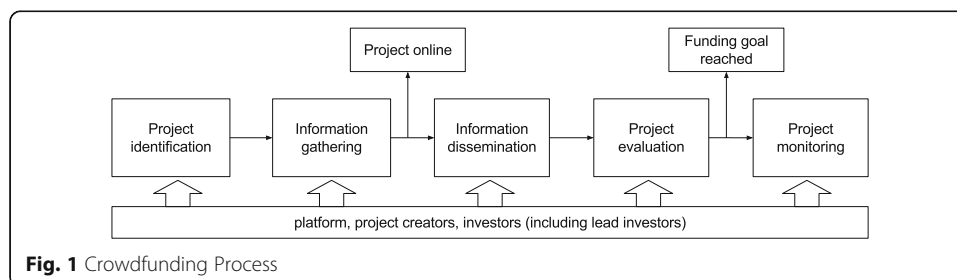 Project online
Funding goal
reached
Project
identification
Information
gathering
Information
dissemination
Project
evaluation
Project
monitoring
platform, project creators, investors (including lead investors)
Fig. 1 Crowdfunding Process